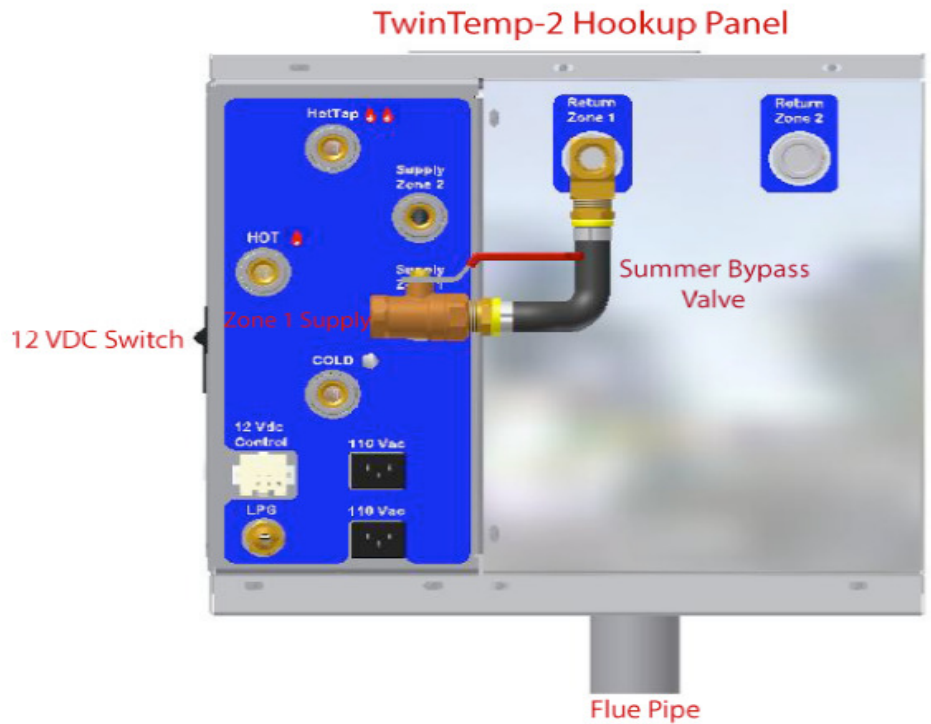 TwinTemp-2 Hookup Panel
HotTap
Return
Zone 1
Return
Zone 2
Supply
Zone 2
HOT
Supply
Summer Bypass
Valve
Zone 1 Supply
12 VDC Switch
COLD
12 Vdc
Control
110 Vac
LPG
110 Vac
Flue Pipe